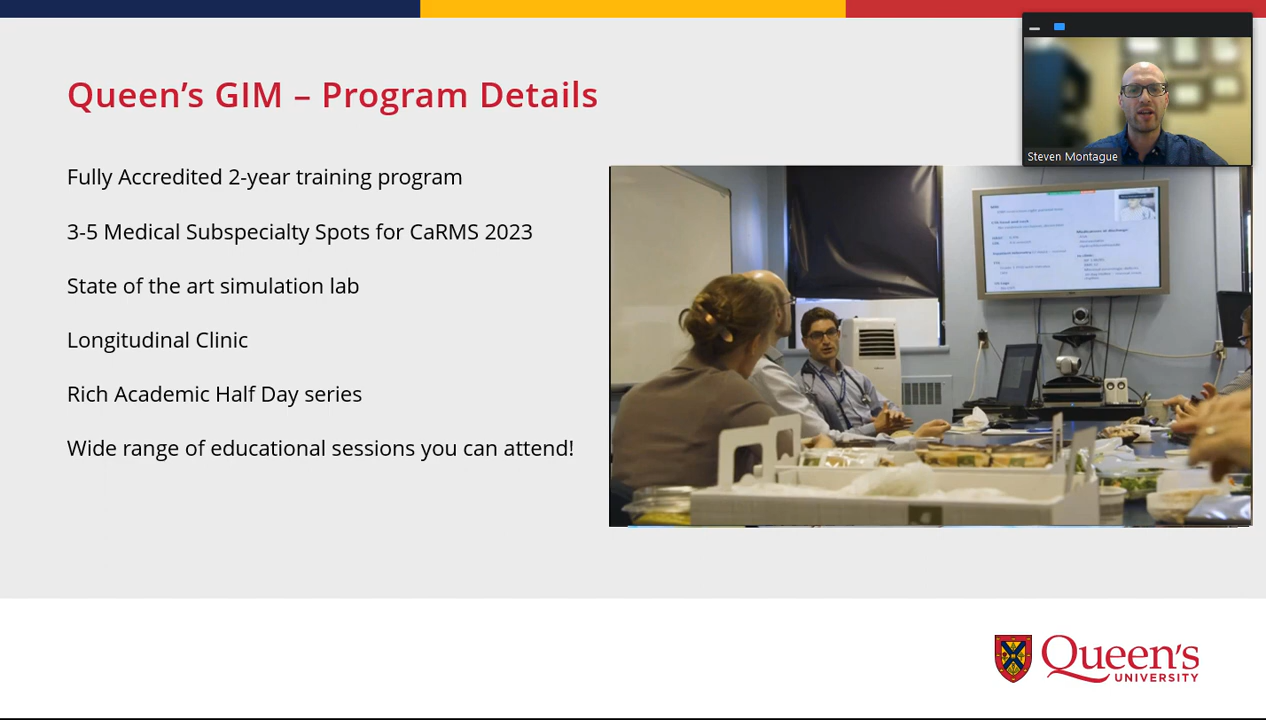 Queen's GIM – Program Details
Steven Montague
Fully Accredited 2-year training program
3-5 Medical Subspecialty Spots for CaRMS 2023
State of the art simulation lab
Longitudinal Clinic
Rich Academic Half Day series
Wide range of educational sessions you can attend!
Queen's
UNIVERSITY